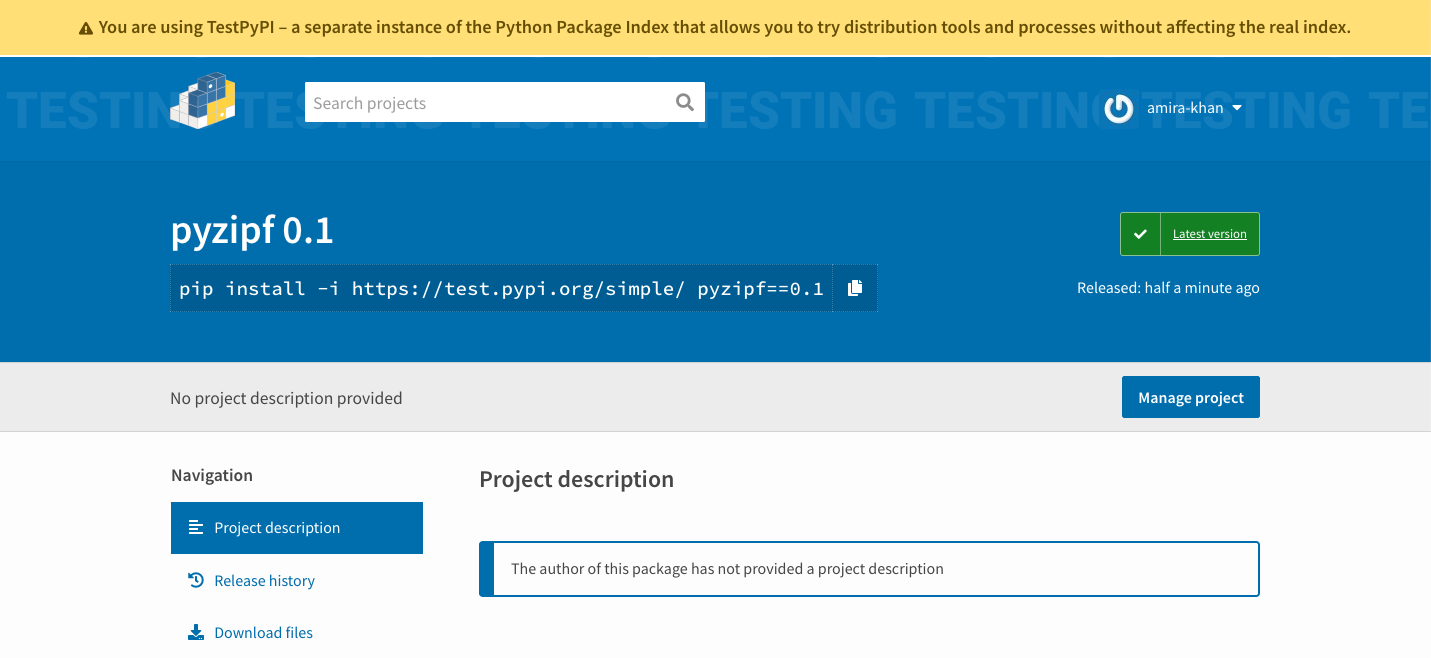 You are using TestPyPI – a separate instance of the Python Package Index that allows you to try distribution tools and processes without affecting the real index.
TESTING TESTING TESTING TESTING TESTING TESTING TE
Search projects
amira-khan
pyzipf 0.1
Latest version
pip install -i https://test.pypi.org/simple/ pyzipf==0.1
Released: half a minute ago
No project description provided
Manage project
Navigation
Project description
Project description
The author of this package has not provided a project description
Release history
Download files